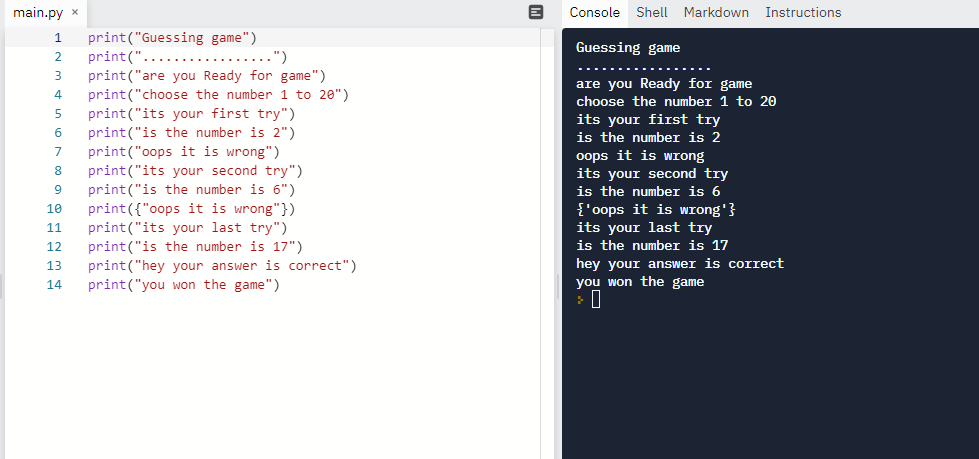 main.py ×
1 print("Guessing game")
2 print(".................")
3 print("are you Ready for game")
4 print("choose the number 1 to 20")
5 print("its your first try")
6 print("is the number is 2")
7 print("oops it is wrong")
8 print("its your second try")
9 print("is the number is 6")
10 print({"oops it is wrong"})
11 print("its your last try")
12 print("is the number is 17")
13 print("hey your answer is correct")
14 print("you won the game")
Console Shell Markdown Instructions
Guessing game
.................
are you Ready for game
choose the number 1 to 20
its your first try
is the number is 2
oops it is wrong
its your second try
is the number is 6
{'oops it is wrong'}
its your last try
is the number is 17
hey your answer is correct
you won the game